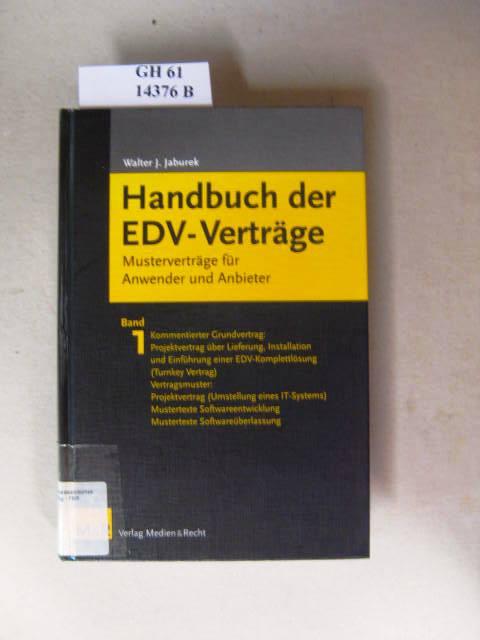 GH 61
14376 B
Walter J. Jaburek
Handbuch der
EDV-Verträge
Musterverträge für
Anwender und Anbieter
Band
1
Kommentierter Grundvertrag:
Projektvertrag über Lieferung, Installation
und Einführung einer EDV-Komplettlösung
(Turnkey Vertrag)
Vertragsmuster:
Projektvertrag (Umstellung eines IT-Systems)
Mustertexte Softwareentwicklung
Mustertexte Softwareüberlassung
Verlag Medien & Recht